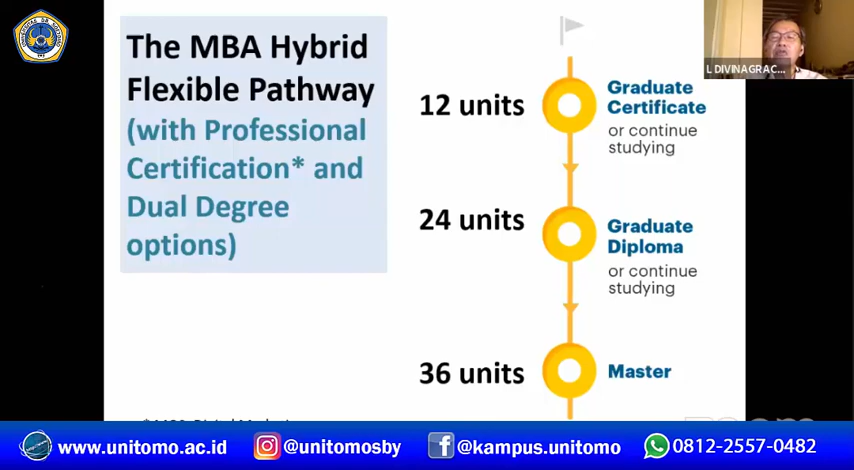 The MBA Hybrid
Flexible Pathway
(with Professional
Certification* and
Dual Degree
options)
12 units
Graduate
Certificate
or continue
studying
24 units
Graduate
Diploma
or continue
studying
36 units
Master
L DIVINAGRAC...
www.unitomo.ac.id
@unitomosby
@kampus.unitomo
0812-2557-0482